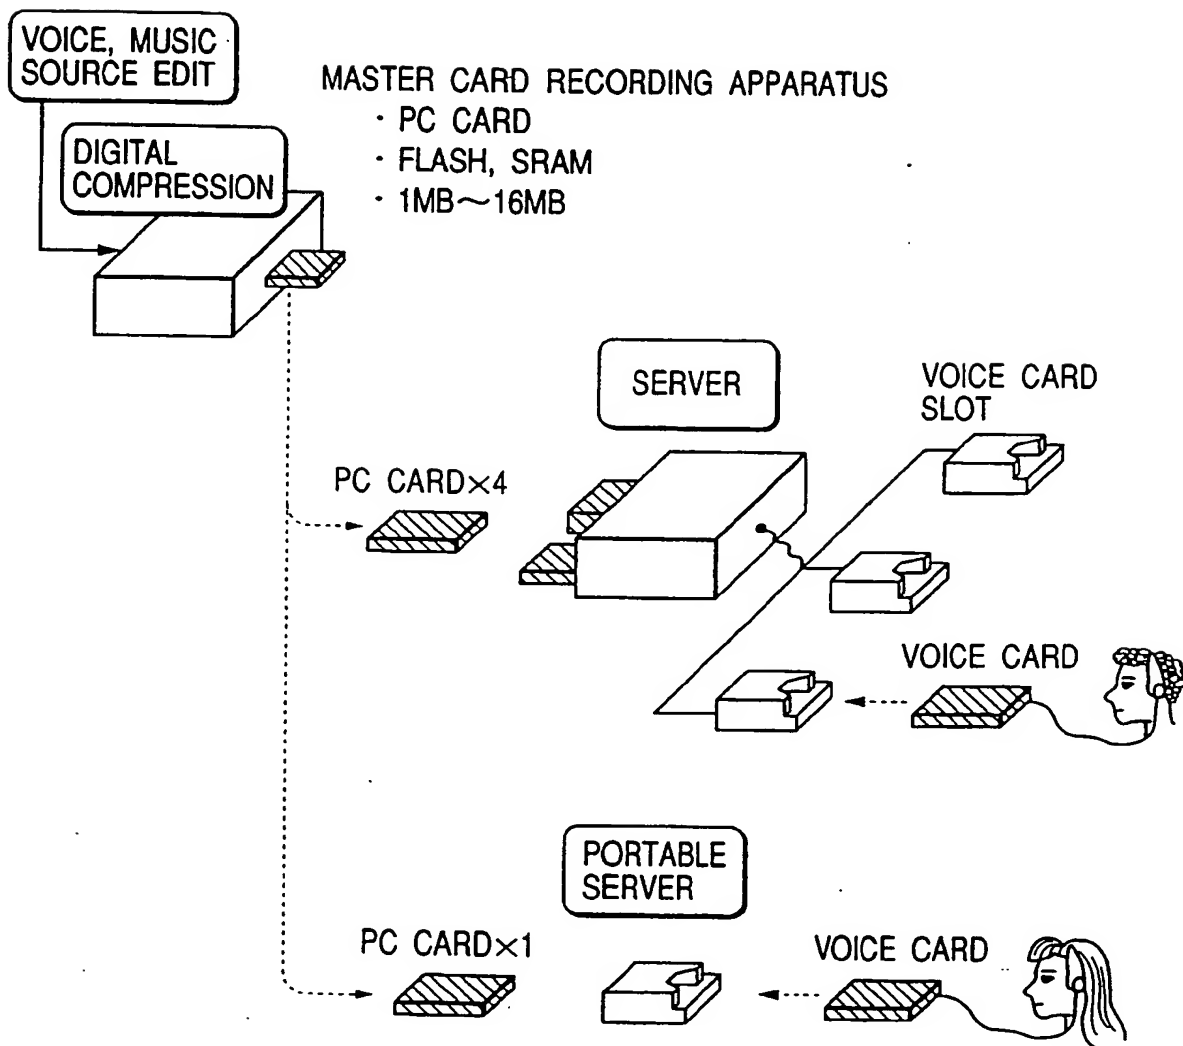 VOICE, MUSIC
SOURCE EDIT
MASTER CARD RECORDING APPARATUS
· PC CARD
· FLASH, SRAM
· 1MB～16MB
DIGITAL
COMPRESSION
SERVER
VOICE CARD
SLOT
PC CARD×4
VOICE CARD
PORTABLE
SERVER
PC CARD×1
VOICE CARD